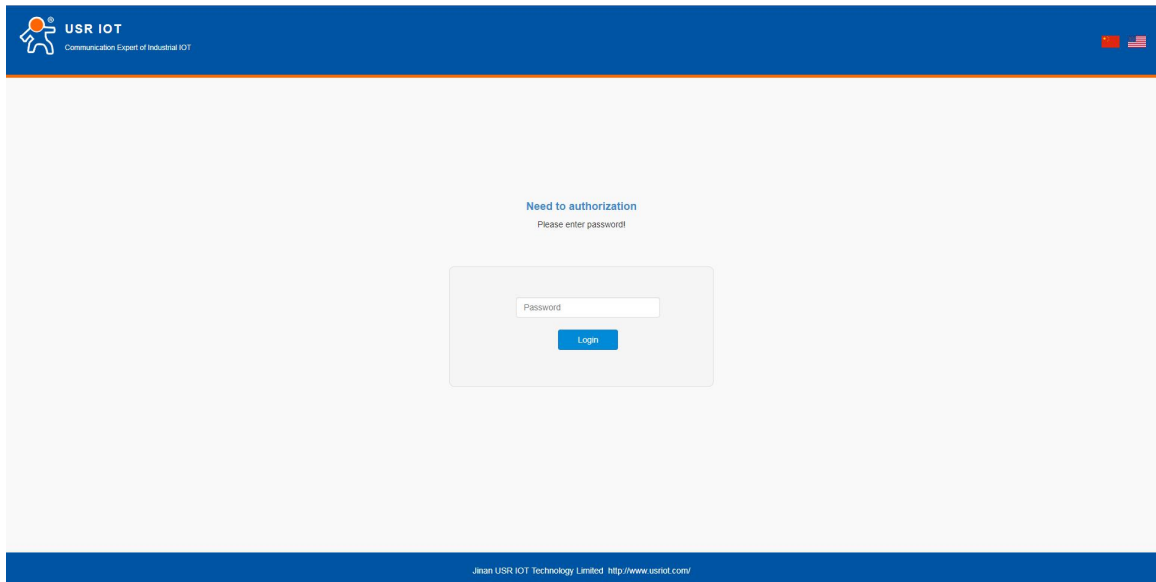 ®
USR IOT
Communication Expert of Industrial IOT
Need to authorization
Please enter password!
Password
Login
Jinan USR IOT Technology Limited http://www.usriot.com/